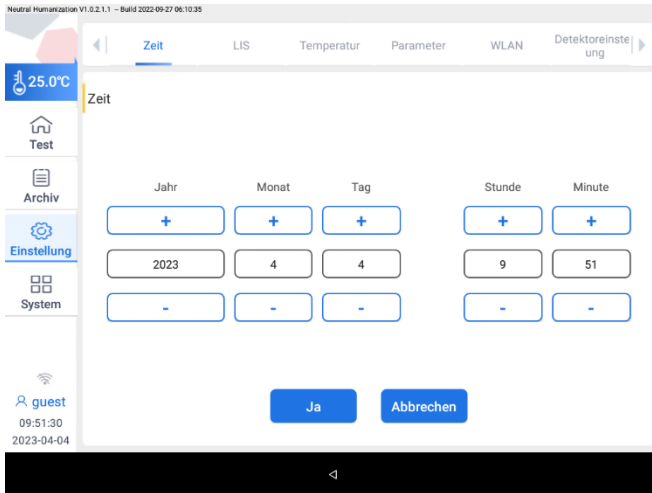 Neutral Humanization V1.0.2.1.1 -- Build 2022-09-27 06:10:35
Zeit LIS Temperatur Parameter WLAN Detektoreinste
ung
25.0℃
Zeit
Test
Archiv
Einstellung
System
Jahr Monat Tag Stunde Minute
+ + + + +
2023 4 4 9 51
- - - - -
Ja Abbrechen
guest
09:51:30
2023-04-04